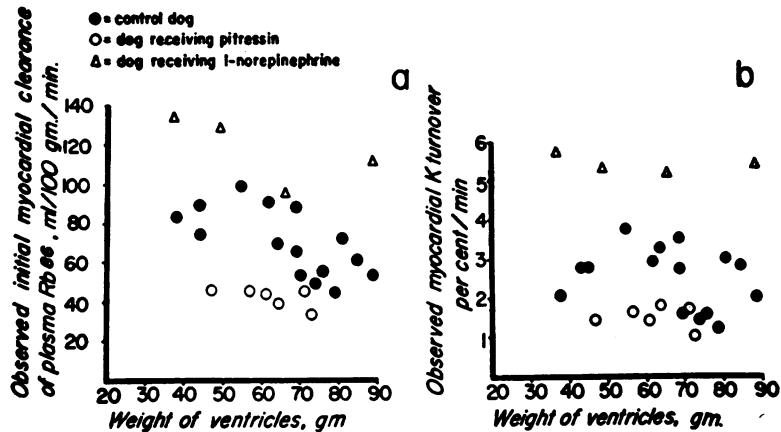 ● = control dog
○ = dog receiving pitressin
△ = dog receiving l-norepinephrine
a
b
Observed initial myocardial clearance
of plasma Rb86, ml/100 gm./min.
140
120
100
80
60
40
20
20 30 40 50 60 70 80 90
Weight of ventricles, gm
Observed myocardial K turnover
per cent/min
6
5
4
3
2
1
20 30 40 50 60 70 80 90
Weight of ventricles, gm.